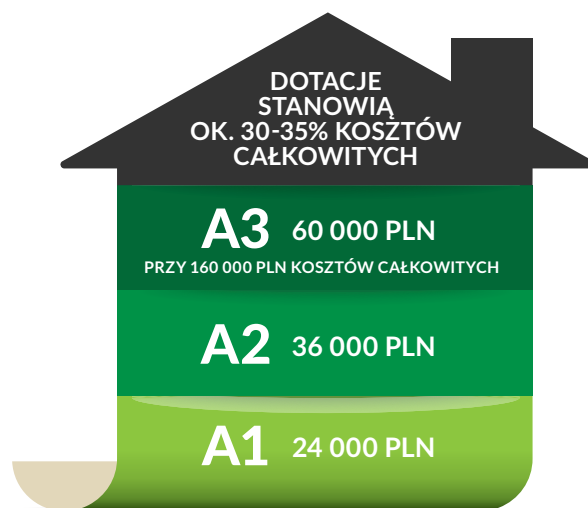 DOTACJE
STANOWIĄ
OK. 30-35% KOSZTÓW
CAŁKOWITYCH
A3 60 000 PLN
PRZY 160 000 PLN KOSZTÓW CAŁKOWITYCH
A2 36 000 PLN
A1 24 000 PLN